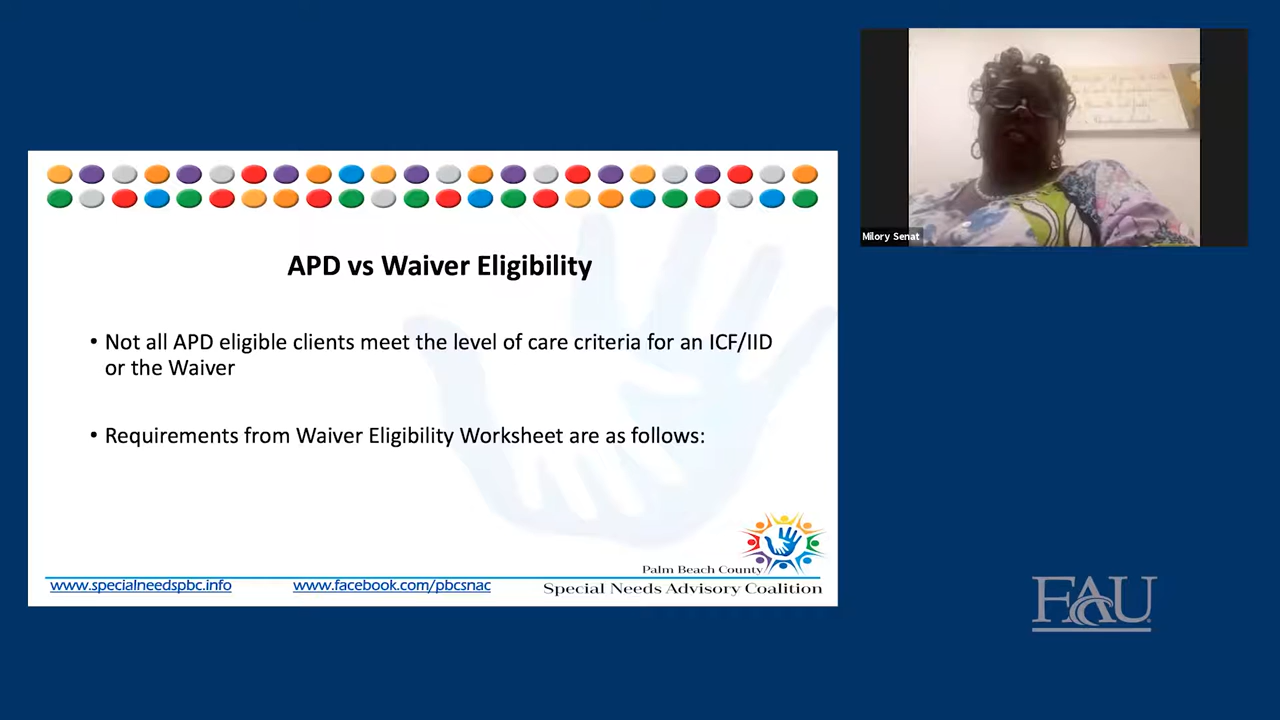 APD vs Waiver Eligibility
• Not all APD eligible clients meet the level of care criteria for an ICF/IID
or the Waiver
• Requirements from Waiver Eligibility Worksheet are as follows:
www.specialneedspbc.info
www.facebook.com/pbcsnac
Palm Beach County
Special Needs Advisory Coalition
Milory Senat
FAU